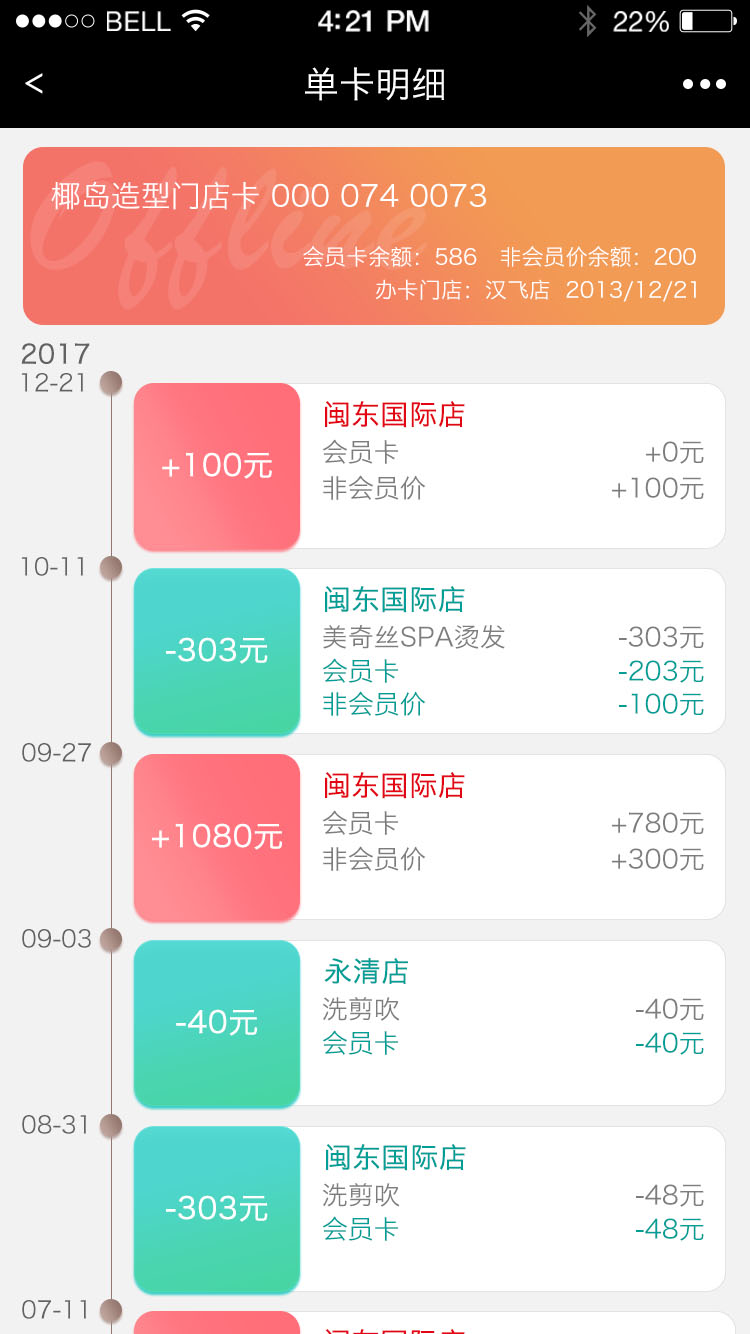 BELL 4:21 PM 22%
< 单卡明细 •••
Offline
椰岛造型门店卡 000 074 0073
会员卡余额：586 非会员价余额：200
办卡门店：汉飞店 2013/12/21
2017
12-21
+100元
闽东国际店
会员卡 +0元
非会员价 +100元
10-11
-303元
闽东国际店
美奇丝SPA烫发 -303元
会员卡 -203元
非会员价 -100元
09-27
+1080元
闽东国际店
会员卡 +780元
非会员价 +300元
09-03
-40元
永清店
洗剪吹 -40元
会员卡 -40元
08-31
-303元
闽东国际店
洗剪吹 -48元
会员卡 -48元
07-11